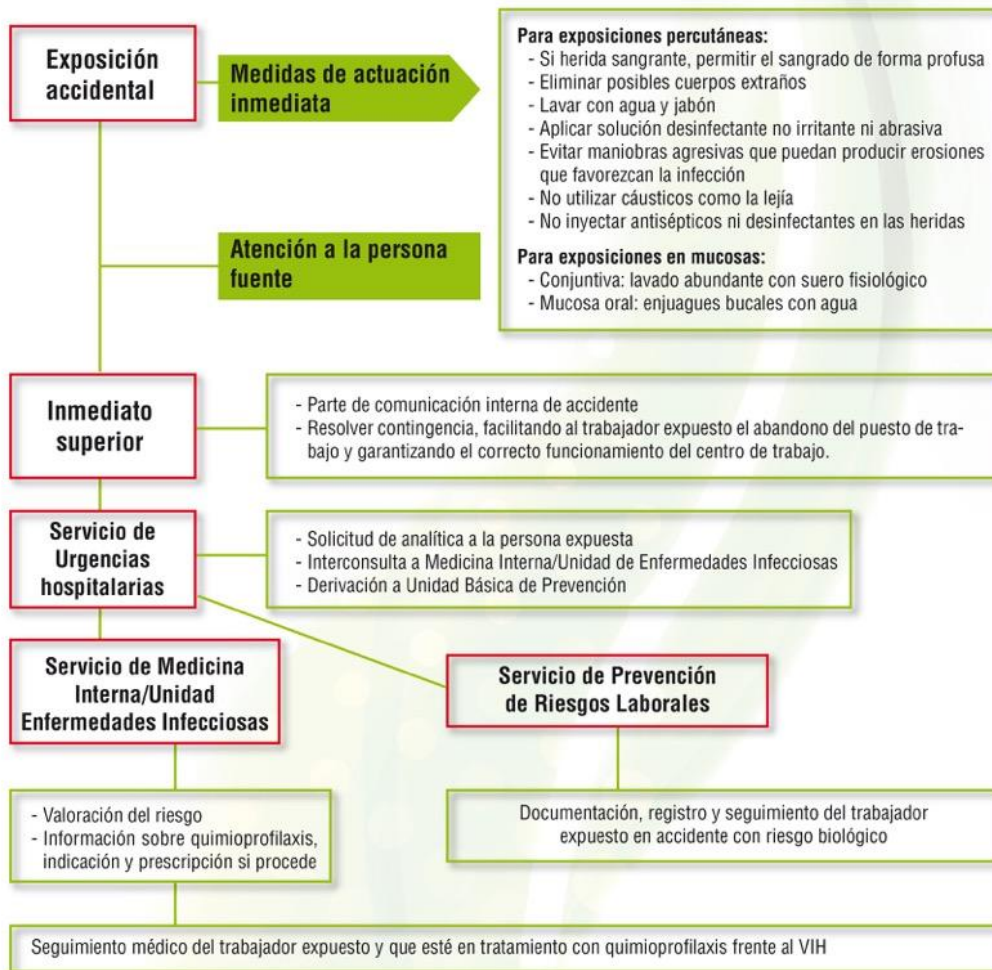 Exposición
accidental
Medidas de actuación
inmediata
Para exposiciones percutáneas:
- Si herida sangrante, permitir el sangrado de forma profusa
- Eliminar posibles cuerpos extraños
- Lavar con agua y jabón
- Aplicar solución desinfectante no irritante ni abrasiva
- Evitar maniobras agresivas que puedan producir erosiones
que favorezcan la infección
- No utilizar cáusticos como la lejía
- No inyectar antisépticos ni desinfectantes en las heridas
Para exposiciones en mucosas:
- Conjuntiva: lavado abundante con suero fisiológico
- Mucosa oral: enjuagues bucales con agua
Atención a la persona
fuente
Inmediato
superior
- Parte de comunicación interna de accidente
- Resolver contingencia, facilitando al trabajador expuesto el abandono del puesto de tra-
bajo y garantizando el correcto funcionamiento del centro de trabajo.
Servicio de
Urgencias
hospitalarias
- Solicitud de analítica a la persona expuesta
- Interconsulta a Medicina Interna/Unidad de Enfermedades Infecciosas
- Derivación a Unidad Básica de Prevención
Servicio de Medicina
Interna/Unidad
Enfermedades Infecciosas
Servicio de Prevención
de Riesgos Laborales
- Valoración del riesgo
- Información sobre quimioprofilaxis,
indicación y prescripción si procede
Documentación, registro y seguimiento del trabajador
expuesto en accidente con riesgo biológico
Seguimiento médico del trabajador expuesto y que esté en tratamiento con quimioprofilaxis frente al VIH